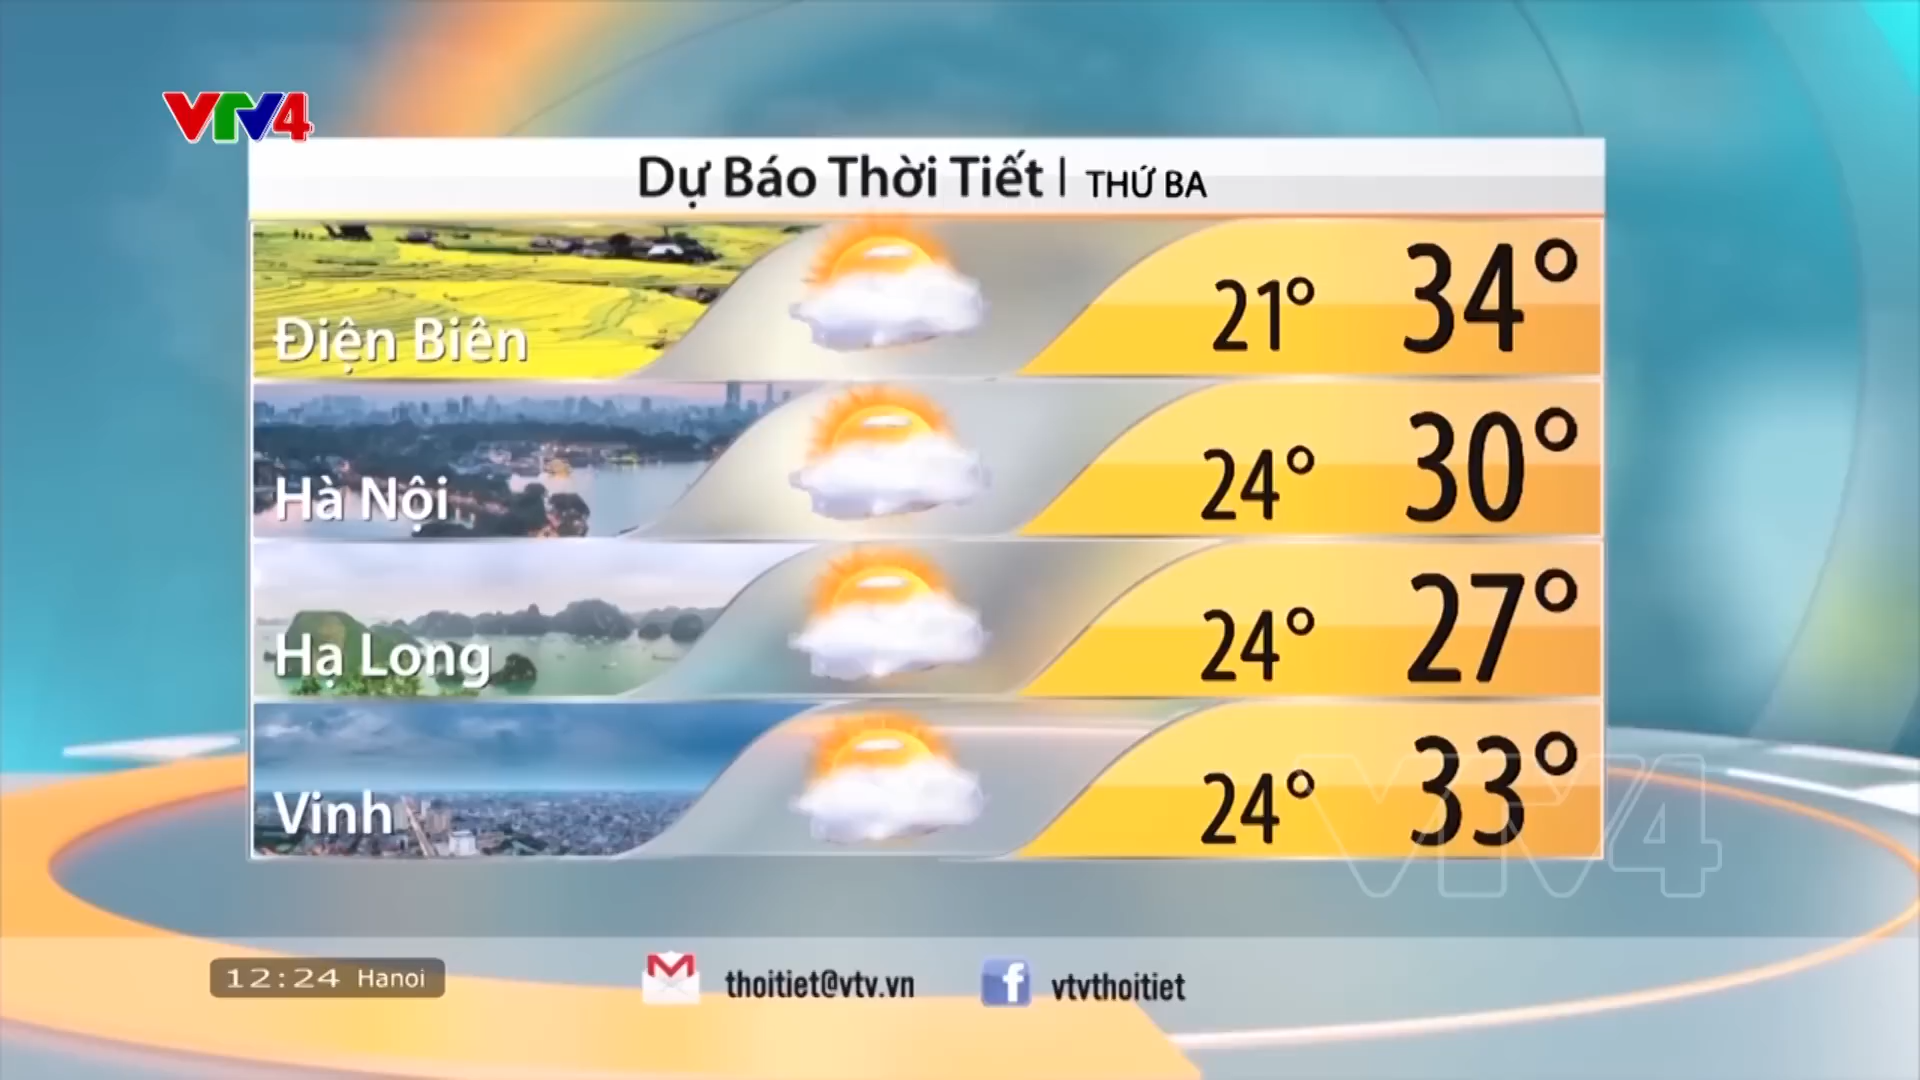 VTV4
Dự Báo Thời Tiết | THỨ BA
Điện Biên 21° 34°
Hà Nội 24° 30°
Hạ Long 24° 27°
Vinh 24° 33°
VTV4
12:24 Hanoi thoitiet@vtv.vn vtvthoitiet